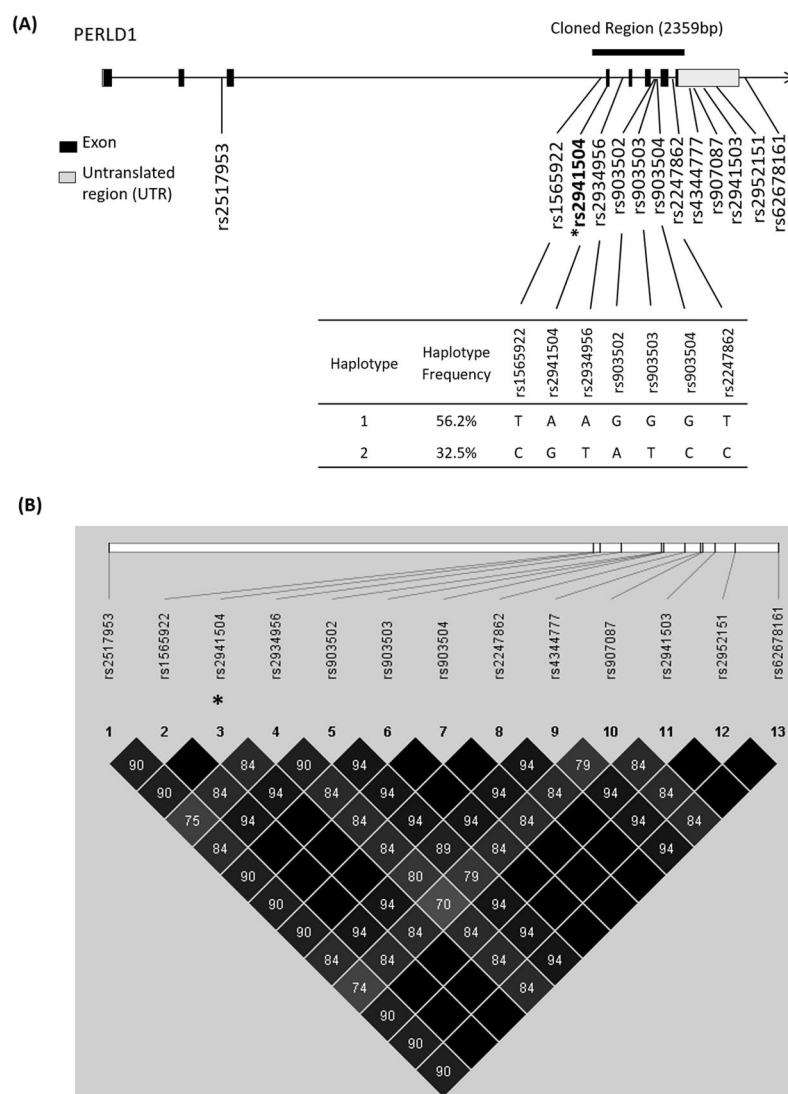 (A)
PERLD1
Cloned Region (2359bp)
Exon
Untranslated
region (UTR)
rs2517953
rs1565922
*rs2941504
rs2934956
rs903502
rs903503
rs903504
rs2247862
rs4344777
rs907087
rs2941503
rs2952151
rs62678161
Haplotype Haplotype Frequency rs1565922 rs2941504 rs2934956 rs903502 rs903503 rs903504 rs2247862
1 56.2% T A A G G G T
2 32.5% C G T A T C C
(B)
rs2517953 rs1565922 rs2941504 rs2934956 rs903502 rs903503 rs903504 rs2247862 rs4344777 rs907087 rs2941503 rs2952151 rs62678161
*
1 2 3 4 5 6 7 8 9 10 11 12 13
90 84 90 94 94 79 84
90 84 94 84 94 94 84 94 84
75 94 84 94 94 84 94 84
84 84 89 84 94
90 80 79
90 94 70 94
90 94 84 84 94
84 84 84 84
74 84
90
90
90